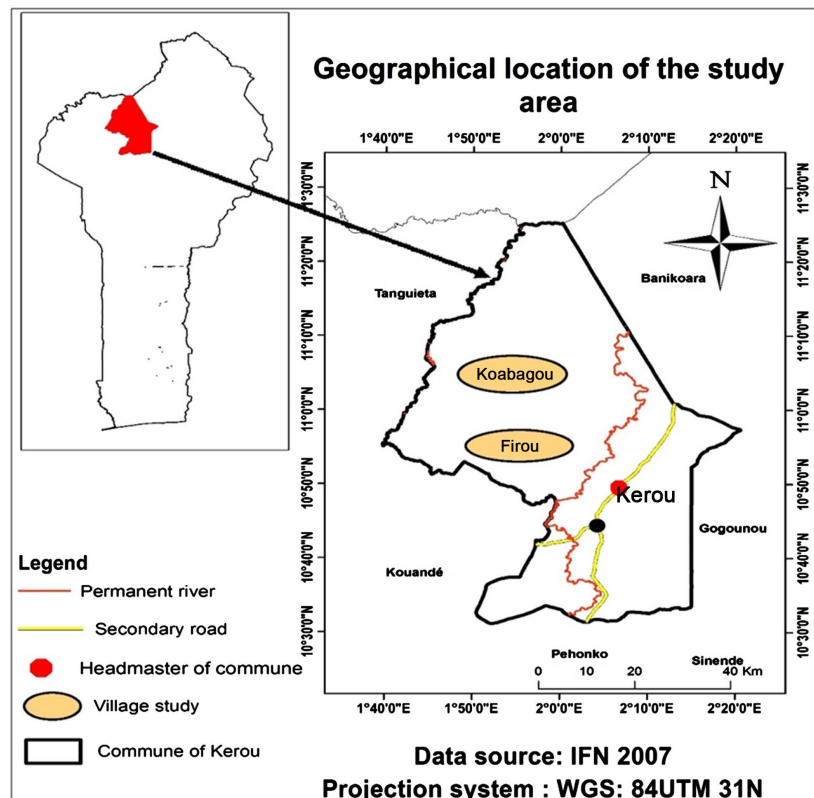 Geographical location of the study
area
1°40'0"E 1°50'0"E 2°0'0"E 2°10'0"E 2°20'0"E
11°30'0"N 11°30'0"N
11°20'0"N 11°20'0"N
11°10'0"N 11°10'0"N
11°0'0"N 11°0'0"N
10°50'0"N 10°50'0"N
10°40'0"N 10°40'0"N
10°30'0"N 10°30'0"N
N
Banikoara
Tanguieta
Koabagou
Firou
Kerou
Gogounou
Kouandé
Pehonko
Sinende
0 10 20 40 Km
1°40'0"E 1°50'0"E 2°0'0"E 2°10'0"E 2°20'0"E
Legend
Permanent river
Secondary road
Headmaster of commune
Village study
Commune of Kerou
Data source: IFN 2007
Projection system : WGS: 84UTM 31N